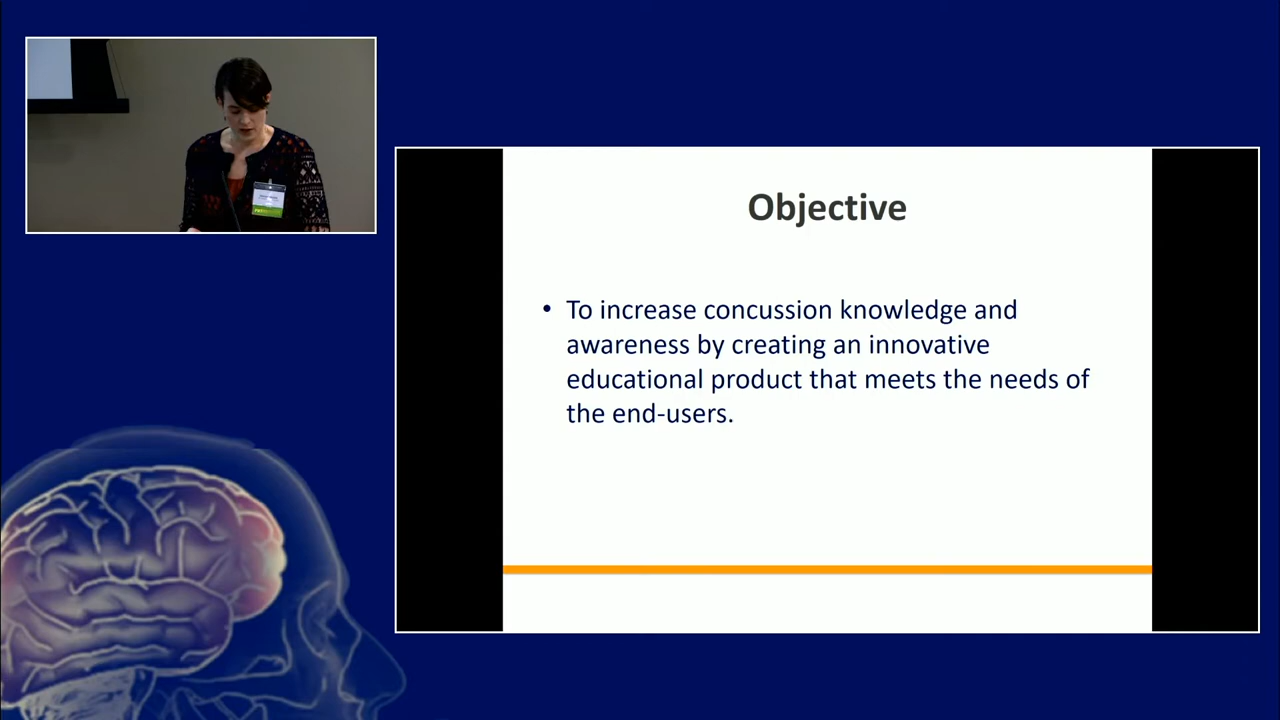 Objective
• To increase concussion knowledge and
awareness by creating an innovative
educational product that meets the needs of
the end-users.